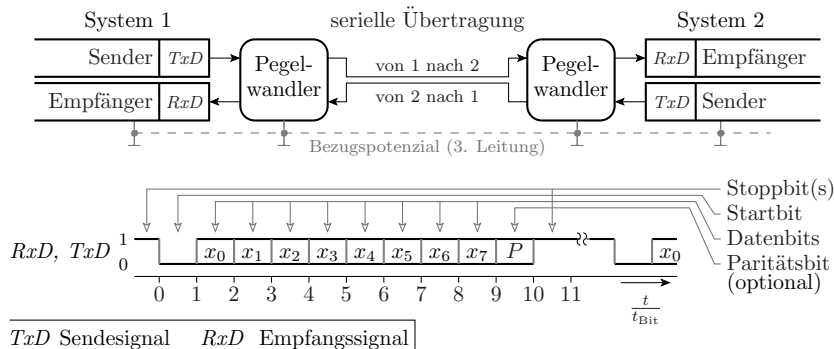 System 1 serielle Übertragung System 2
Sender TxD Pegel- von 1 nach 2 Pegel- RxD Empfänger
Empfänger RxD wandler von 2 nach 1 wandler TxD Sender
Bezugspotenzial (3. Leitung)
Stoppbit(s)
Startbit
Datenbits
Paritätsbit
(optional)
RxD, TxD 1 0 x0 x1 x2 x3 x4 x5 x6 x7 P x0
0 1 2 3 4 5 6 7 8 9 10 11 t/tBit
TxD Sendesignal RxD Empfangssignal